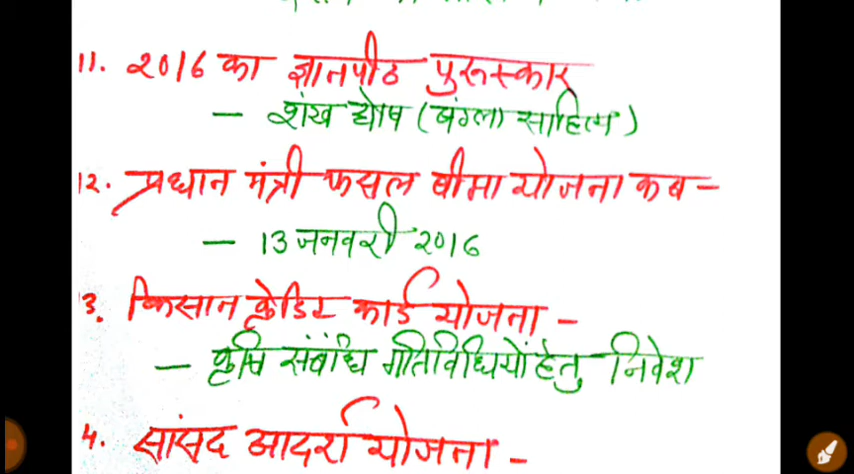 11. 2016 का ज्ञानपीठ पुरूस्कार
- शंख घोष (बंग्ला साहित्य)
12. प्रधान मंत्री फसल बीमा योजना कब -
- 13 जनवरी 2016
3. किसान क्रेडिट कार्ड योजना -
- कृषि संबंधि गतिविधियों हेतु निवेश
4. सांसद आदर्श योजना -